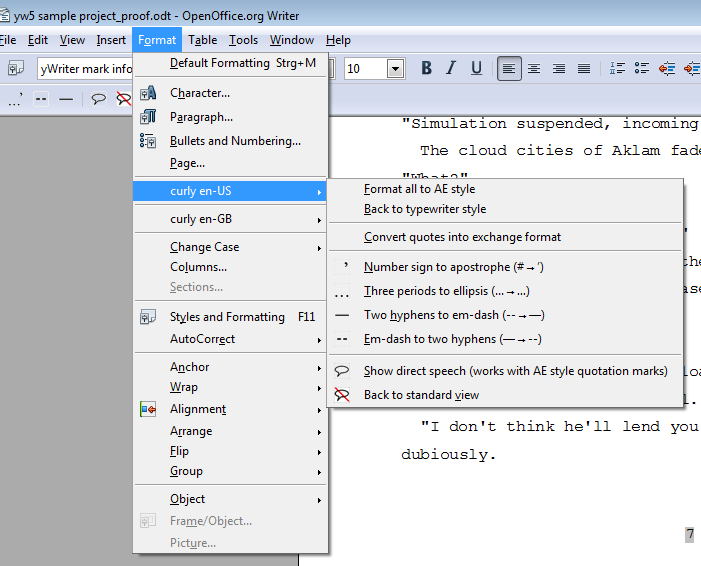 yw5 sample project_proof.odt - OpenOffice.org Writer
File Edit View Insert Format Table Tools Window Help
yWriter mark info 10 B I U
Default Formatting Strg+M
Character...
Paragraph...
Bullets and Numbering...
Page...
curly en-US
curly en-GB
Change Case
Columns...
Sections...
Styles and Formatting F11
AutoCorrect
Anchor
Wrap
Alignment
Arrange
Flip
Group
Object
Frame/Object...
Picture...
Format all to AE style
Back to typewriter style
Convert quotes into exchange format
Number sign to apostrophe (#→’)
Three periods to ellipsis (...→…)
Two hyphens to em-dash (--→—)
Em-dash to two hyphens (—→--)
Show direct speech (works with AE style quotation marks)
Back to standard view
"Simulation suspended, incoming
The cloud cities of Aklam fade
"What?"
"I don't think he'll lend you
dubiously.
7